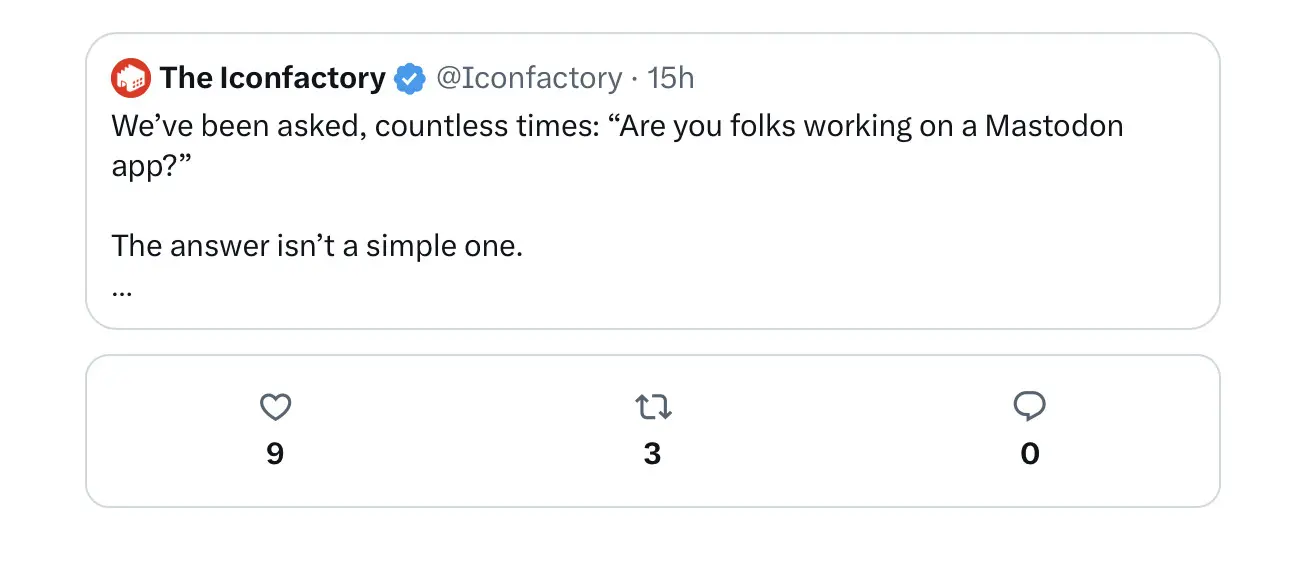 The Iconfactory @Iconfactory · 15h
We’ve been asked, countless times: “Are you folks working on a Mastodon
app?”
The answer isn’t a simple one.
...
9 3 0